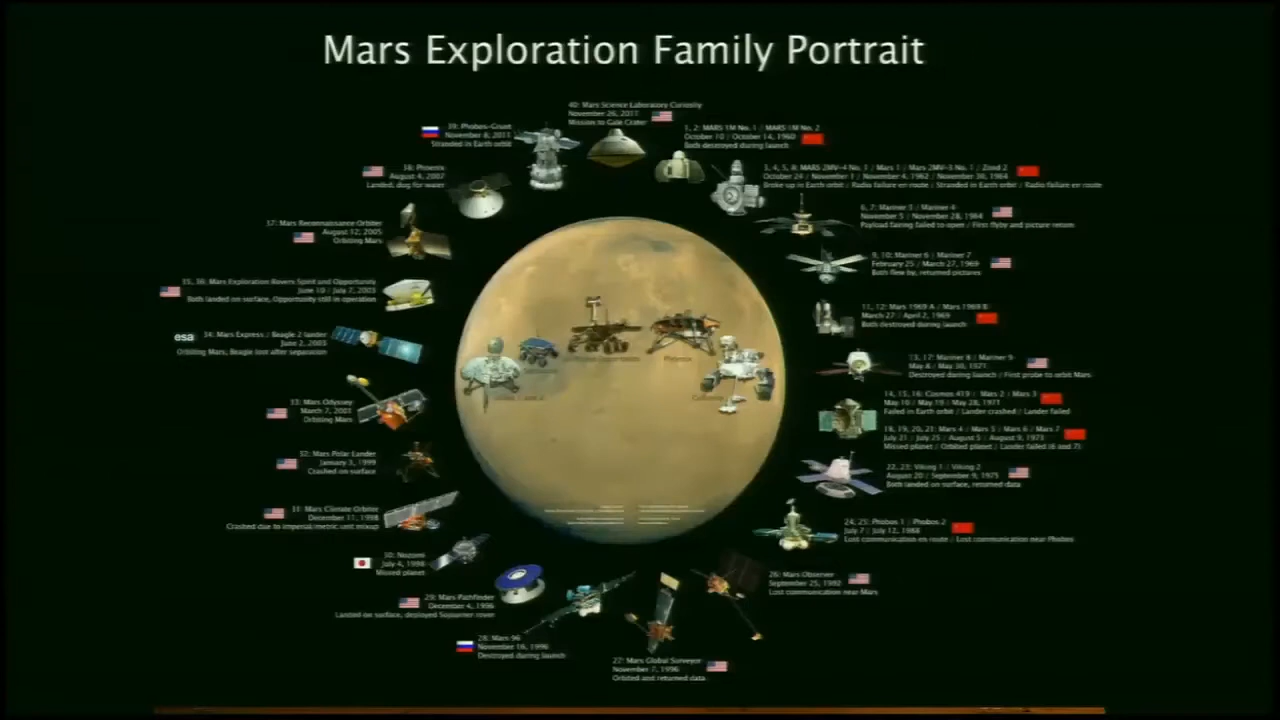 Mars Exploration Family Portrait
40: Mars Science Laboratory Curiosity
November 26, 2011
Mission to Gale Crater
1, 2: MARS 1M No. 1 / MARS 1M No. 2
October 10 / October 14, 1960
Both destroyed during launch
3, 4, 5, 8: MARS 2MV-4 No. 1 / Mars 1 / Mars 2MV-3 No. 1 / Zond 2
October 24 / November 1 / November 4, 1962 / November 30, 1964
Broke up in Earth orbit / Radio failure en route / Stranded in Earth orbit / Radio failure en route
6, 7: Mariner 3 / Mariner 4
November 5 / November 28, 1964
Payload fairing failed to open / First flyby and picture return
9, 10: Mariner 6 / Mariner 7
February 25 / March 27, 1969
Both flew by, returned pictures
11, 12: Mars 1969 A / Mars 1969 B
March 27 / April 2, 1969
Both destroyed during launch
13, 17: Mariner 8 / Mariner 9
May 8 / May 30, 1971
Destroyed during launch / First probe to orbit Mars
14, 15, 16: Cosmos 419 / Mars 2 / Mars 3
May 10 / May 19 / May 28, 1971
Failed in Earth orbit / Lander crashed / Lander failed
18, 19, 20, 21: Mars 4 / Mars 5 / Mars 6 / Mars 7
July 21 / July 25 / August 5 / August 9, 1973
Missed planet / Orbited planet / Lander failed (6 and 7)
22, 23: Viking 1 / Viking 2
August 20 / September 9, 1975
Both landed on surface, returned data
24, 25: Phobos 1 / Phobos 2
July 7 / July 12, 1988
Lost communication en route / Lost communication near Phobos
26: Mars Observer
September 25, 1992
Lost communication near Mars
27: Mars Global Surveyor
November 7, 1996
Orbited and returned data
28: Mars 96
November 16, 1996
Destroyed during launch
29: Mars Pathfinder
December 4, 1996
Landed on surface, deployed Sojourner rover
30: Nozomi
July 4, 1998
Missed planet
31: Mars Climate Orbiter
December 11, 1998
Crashed due to imperial/metric unit mixup
32: Mars Polar Lander
January 3, 1999
Crashed on surface
33: Mars Odyssey
March 7, 2001
Orbiting Mars
esa
34: Mars Express / Beagle 2 lander
June 2, 2003
Orbiting Mars, Beagle lost after separation
35, 36: Mars Exploration Rovers Spirit and Opportunity
June 10 / July 7, 2003
Both landed on surface, Opportunity still in operation
37: Mars Reconnaissance Orbiter
August 12, 2005
Orbiting Mars
38: Phoenix
August 4, 2007
Landed, dug for water
39: Phobos-Grunt
November 8, 2011
Stranded in Earth orbit
Phoenix